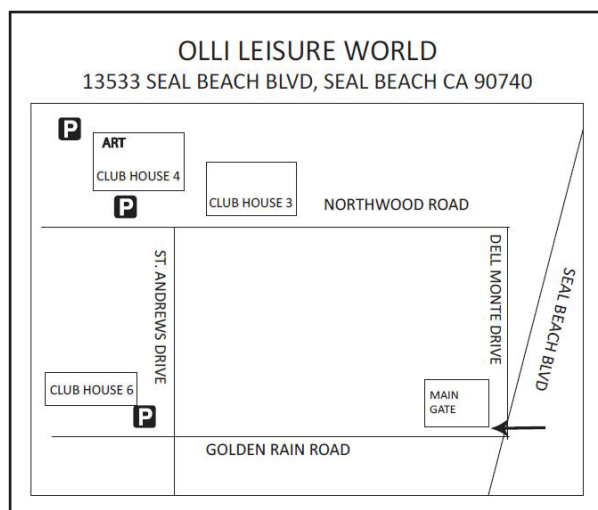 OLLI LEISURE WORLD
13533 SEAL BEACH BLVD, SEAL BEACH CA 90740
P
ART
CLUB HOUSE 4
P
CLUB HOUSE 3
NORTHWOOD ROAD
ST. ANDREWS DRIVE
DELL MONTE DRIVE
SEAL BEACH BLVD
CLUB HOUSE 6
P
MAIN
GATE
GOLDEN RAIN ROAD